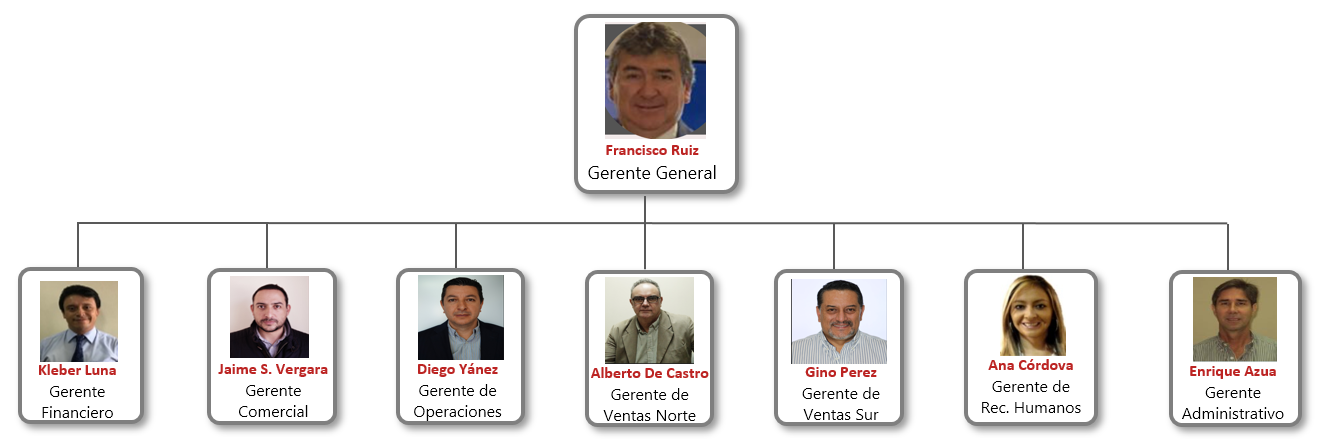 Francisco Ruiz
Gerente General
Kleber Luna
Gerente
Financiero
Jaime S. Vergara
Gerente
Comercial
Diego Yánez
Gerente de
Operaciones
Alberto De Castro
Gerente de
Ventas Norte
Gino Perez
Gerente de
Ventas Sur
Ana Córdova
Gerente de
Rec. Humanos
Enrique Azua
Gerente
Administrativo